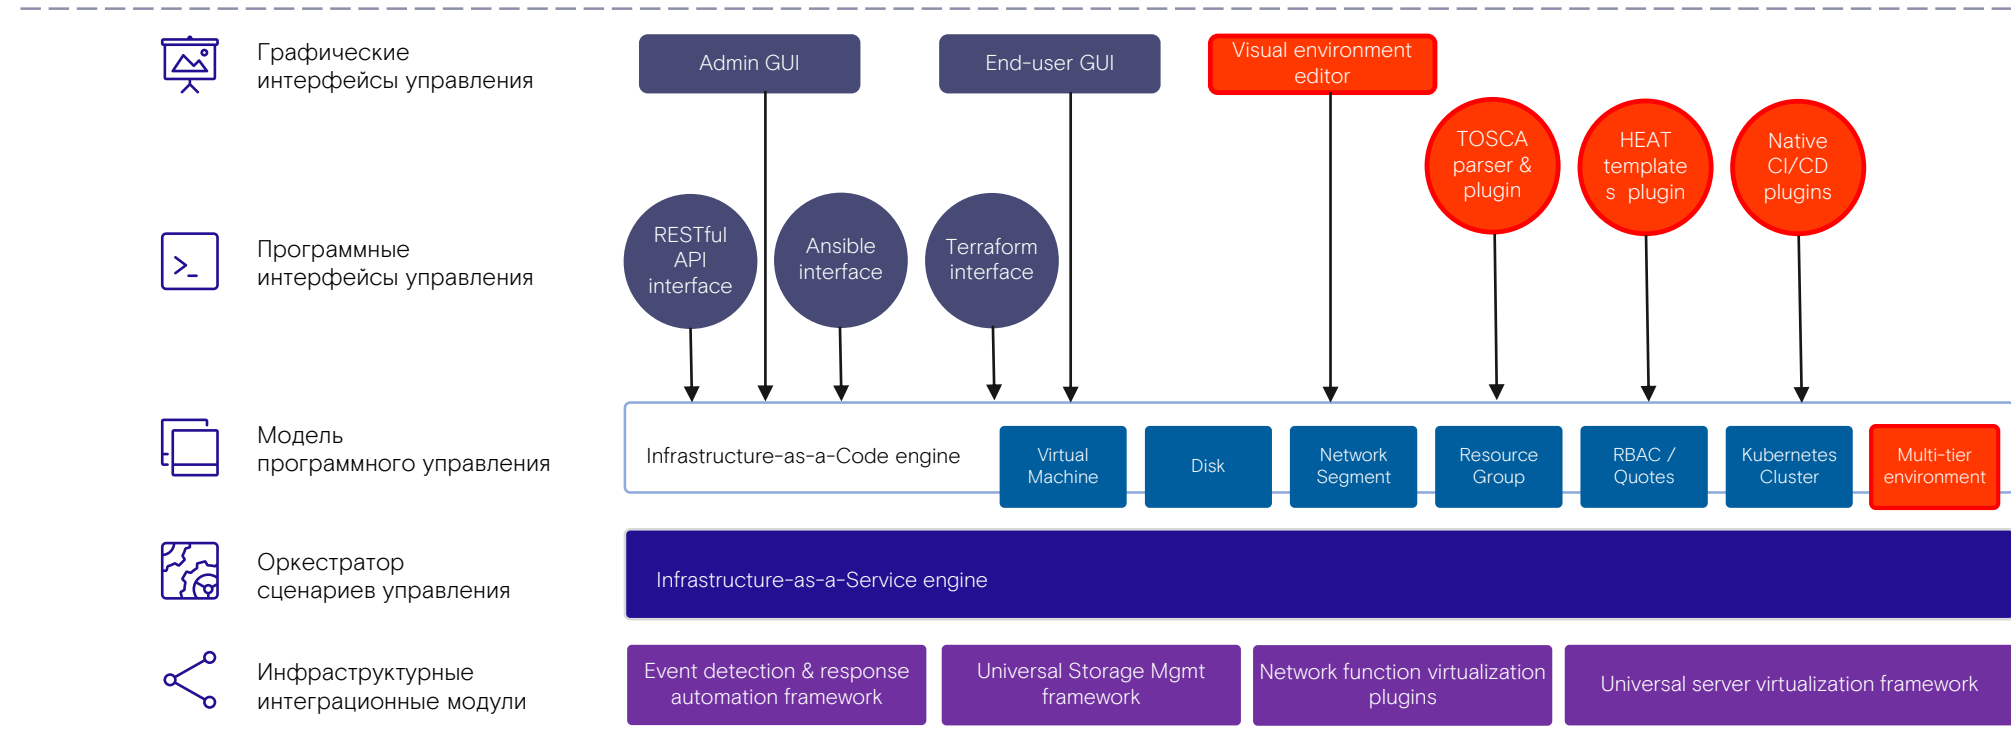 Графические
интерфейсы управления
Admin GUI
End-user GUI
Visual environment
editor
TOSCA
parser &
plugin
HEAT
template
s plugin
Native
CI/CD
plugins
Программные
интерфейсы управления
RESTful
API
interface
Ansible
interface
Terraform
interface
Модель
программного управления
Infrastructure-as-a-Code engine
Virtual
Machine
Disk
Network
Segment
Resource
Group
RBAC /
Quotes
Kubernetes
Cluster
Multi-tier
environment
Оркестратор
сценариев управления
Infrastructure-as-a-Service engine
Инфраструктурные
интеграционные модули
Event detection & response
automation framework
Universal Storage Mgmt
framework
Network function virtualization
plugins
Universal server virtualization framework